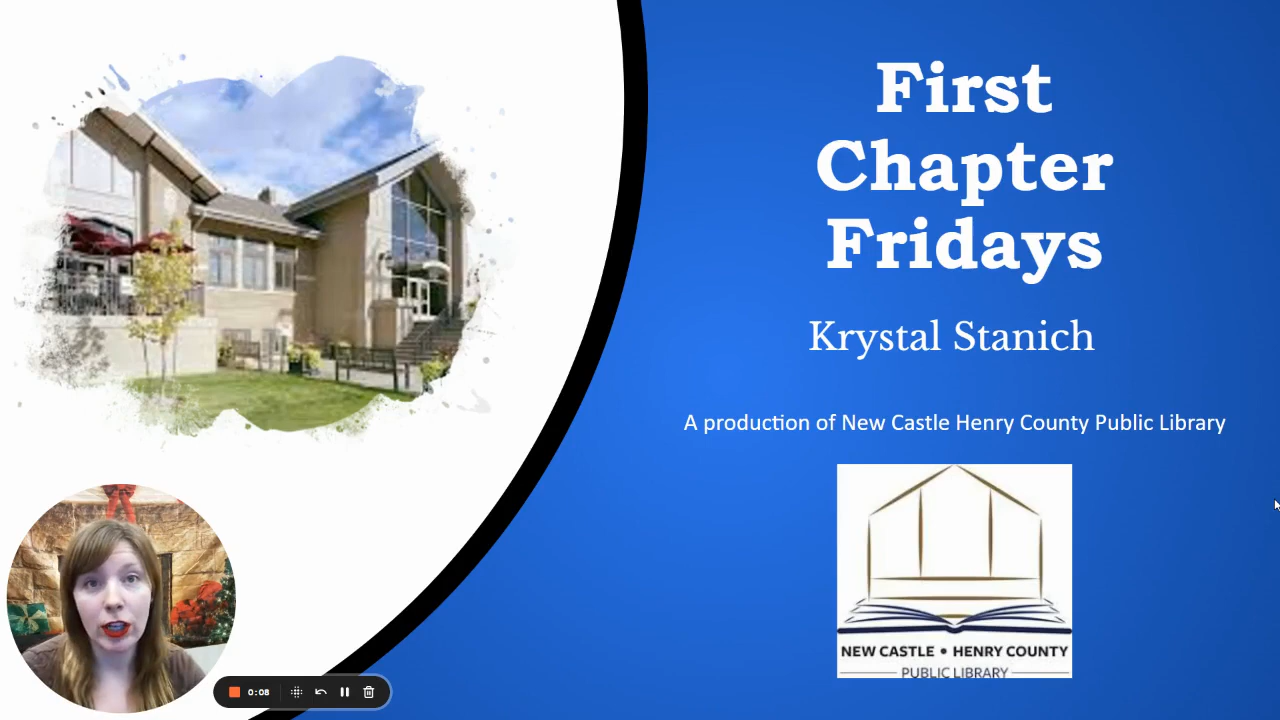 First
Chapter
Fridays
Krystal Stanich
A production of New Castle Henry County Public Library
NEW CASTLE • HENRY COUNTY
PUBLIC LIBRARY
0:08